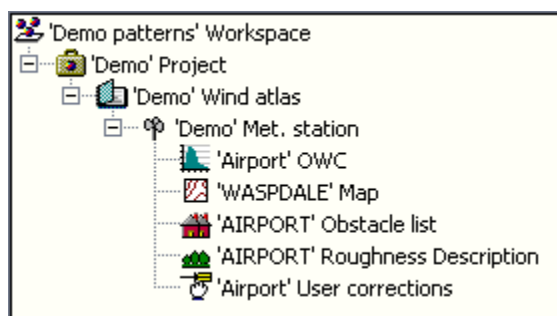 'Demo patterns' Workspace
'Demo' Project
'Demo' Wind atlas
'Demo' Met. station
'Airport' OWC
'WASPDALE' Map
'AIRPORT' Obstacle list
'AIRPORT' Roughness Description
'Airport' User corrections